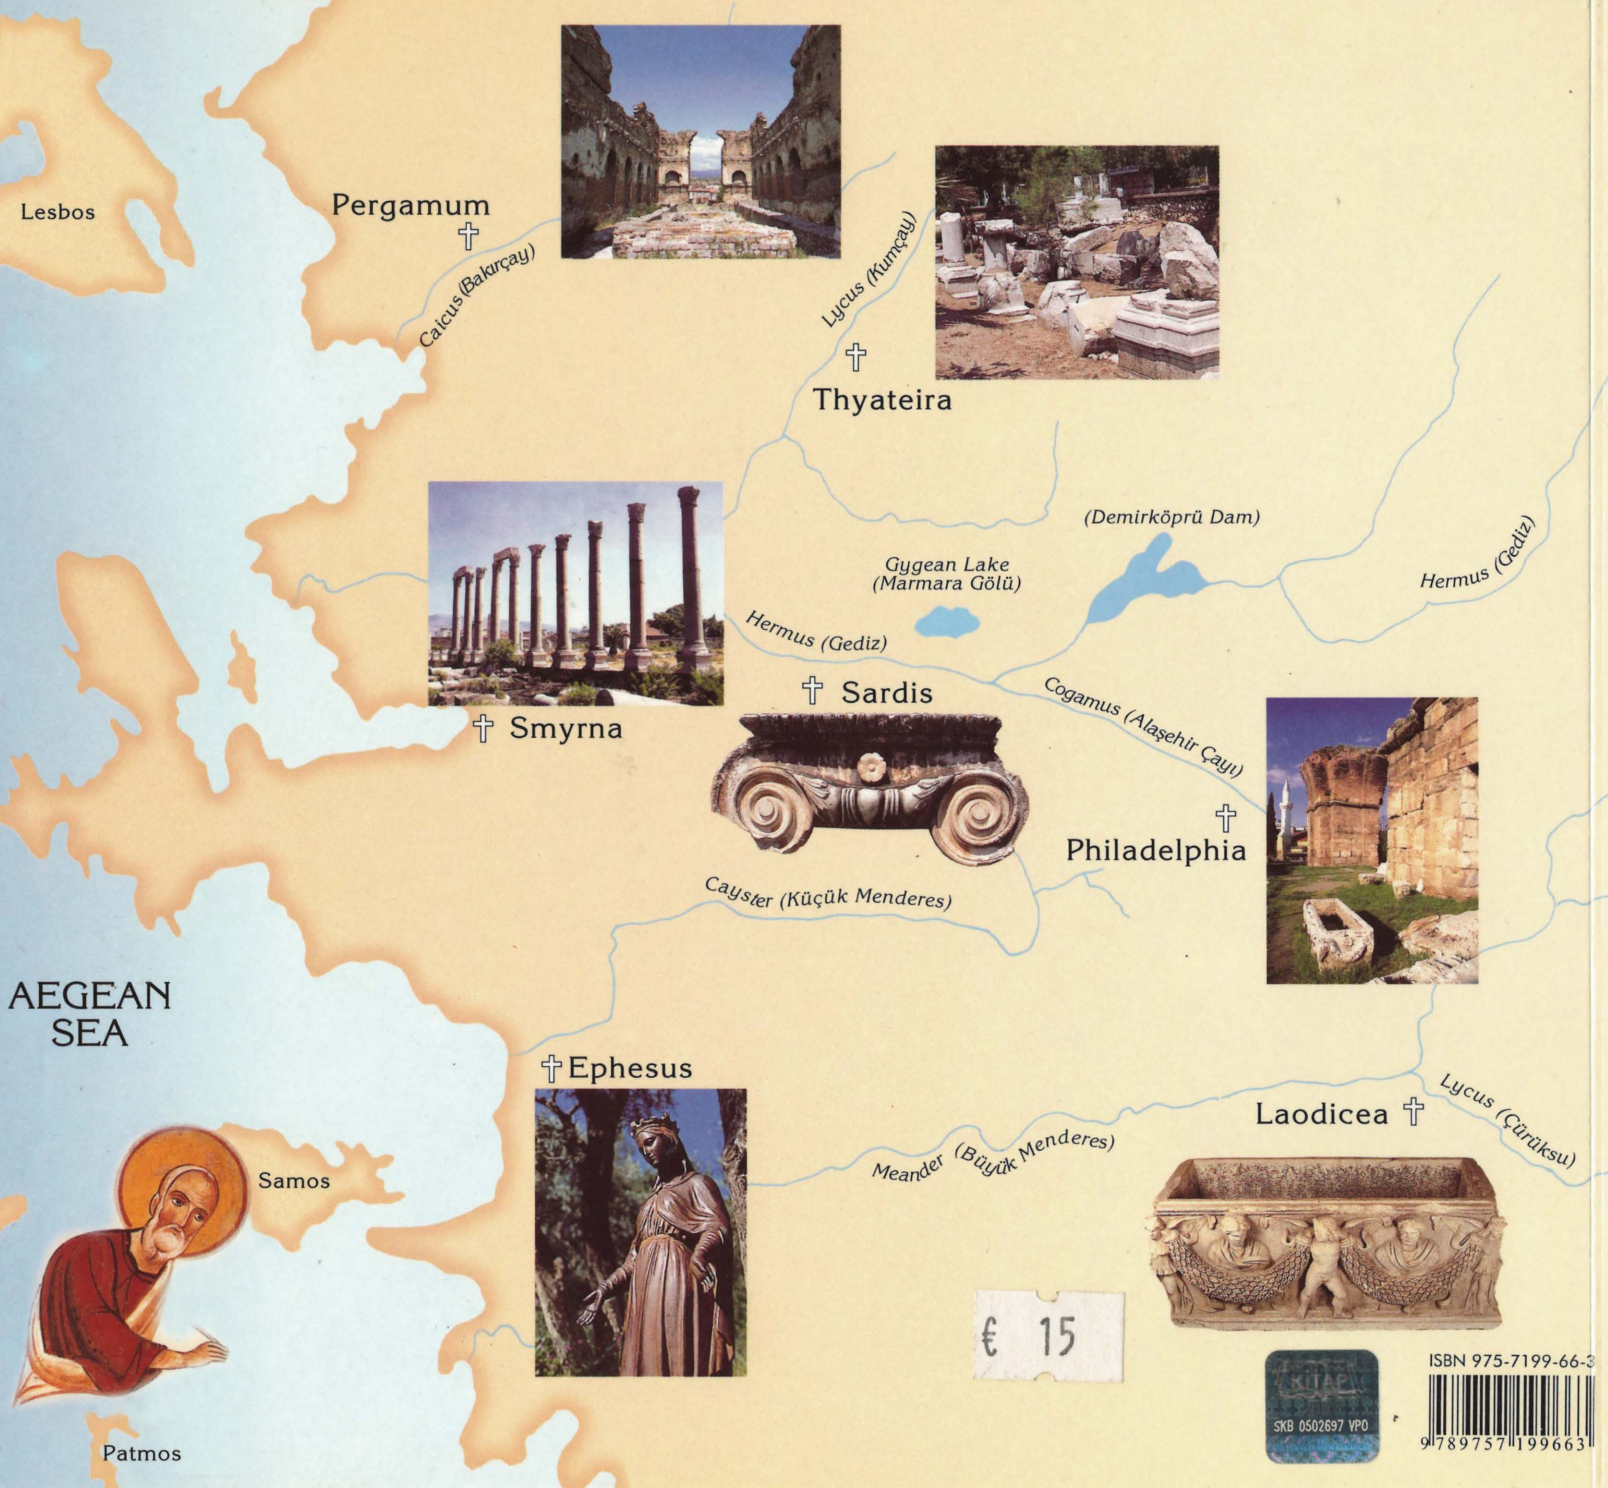 Lesbos
Pergamum
Caicus (Bakırçay)
Lycus (Kumçay)
Thyateira
(Demirköprü Dam)
Gygean Lake
(Marmara Gölü)
Hermus (Gediz)
Hermus (Gediz)
Sardis
Cogamus (Alaşehir Çayı)
Smyrna
Philadelphia
Cayster (Küçük Menderes)
AEGEAN
SEA
Ephesus
Laodicea
Lycus (Çürüksu)
Meander (Büyük Menderes)
Samos
Patmos
€ 15
KİTAP
SKB 0502697 VPO
ISBN 975-7199-66-3
9 789757 199663